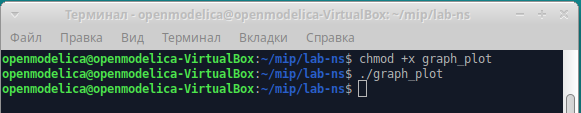 Терминал - openmodelica@openmodelica-VirtualBox: ~/mip/lab-ns
Файл Правка Вид Терминал Вкладки Справка
openmodelica@openmodelica-VirtualBox:~/mip/lab-ns$ chmod +x graph_plot
openmodelica@openmodelica-VirtualBox:~/mip/lab-ns$ ./graph_plot
openmodelica@openmodelica-VirtualBox:~/mip/lab-ns$